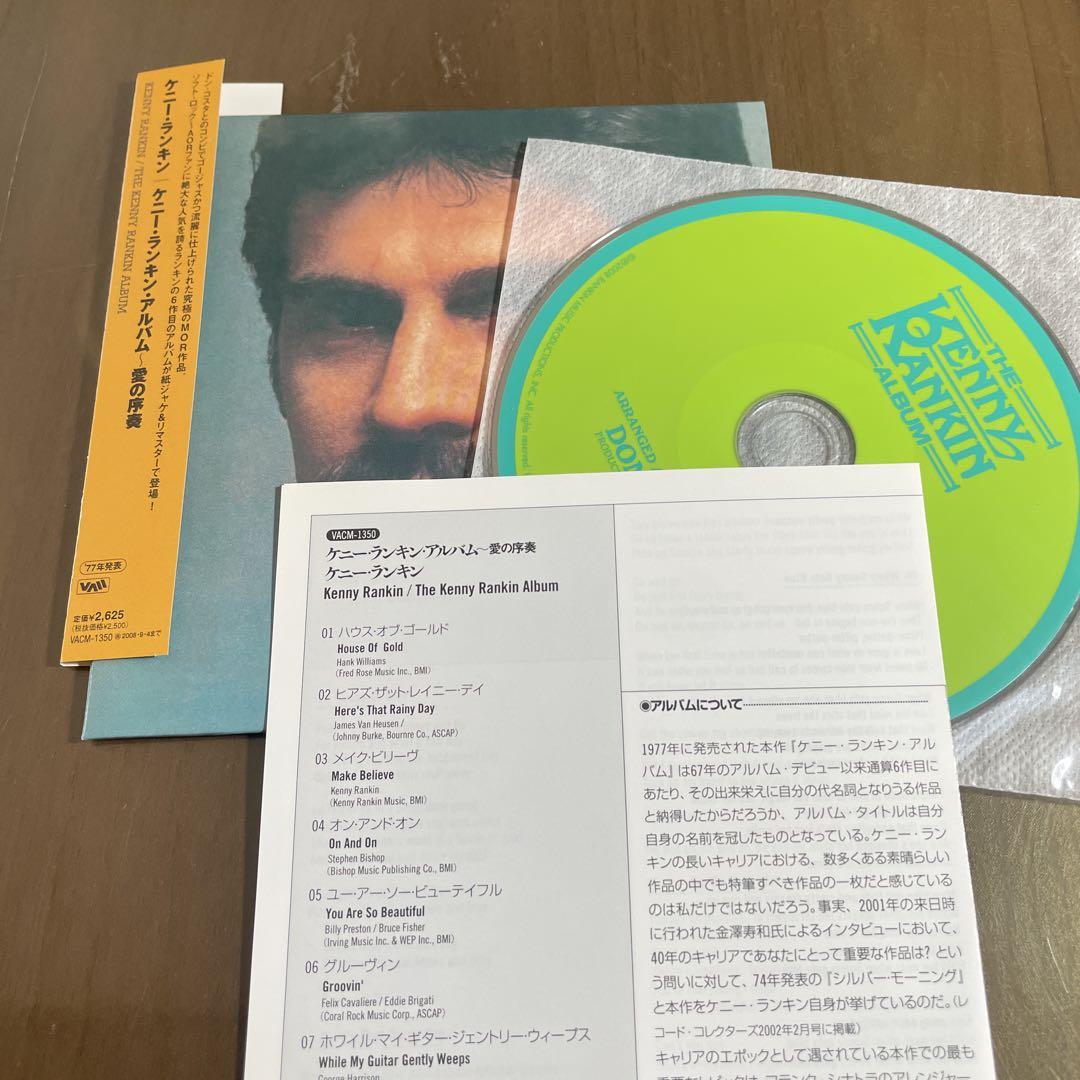 ドン・コスタとのコンビでゴージャスかつ流麗に仕上げられた究極のMOR作品。
ソフト・ロック〜AORファンに絶大な人気を誇るランキンの6作目のアルバムが紙ジャケ&リマスターで登場！
ケニー・ランキン｜ケニー・ランキン・アルバム〜愛の序奏
KENNY RANKIN / THE KENNY RANKIN ALBUM
'77年発表
VAM
定価¥2,625
(税抜価格¥2,500)
VACM-1350 2008・9・4まで
THE
KENNY
RANKIN
ALBUM
©℗2008 RANKIN MUSIC PRODUCTIONS, INC. All rights reserved.
ARRANGED
DON
VACM-1350
ケニー・ランキン・アルバム〜愛の序奏
ケニー・ランキン
Kenny Rankin / The Kenny Rankin Album
01 ハウス・オブ・ゴールド
House Of Gold
Hank Williams
(Fred Rose Music Inc., BMI)
02 ヒアズ・ザット・レイニー・デイ
Here's That Rainy Day
James Van Heusen /
(Johnny Burke, Bournre Co., ASCAP)
03 メイク・ビリーヴ
Make Believe
Kenny Rankin
(Kenny Rankin Music, BMI)
04 オン・アンド・オン
On And On
Stephen Bishop
(Bishop Music Publishing Co., BMI)
05 ユー・アー・ソー・ビューテイフル
You Are So Beautiful
Billy Preston / Bruce Fisher
(Irving Music Inc. & WEP Inc., BMI)
06 グルーヴィン
Groovin'
Felix Cavaliere / Eddie Brigati
(Coral Rock Music Corp., ASCAP)
07 ホワイル・マイ・ギター・ジェントリー・ウィープス
While My Guitar Gently Weeps
George Harrison
◉アルバムについて
1977年に発売された本作『ケニー・ランキン・アル
バム』は67年のアルバム・デビュー以来通算6作目に
あたり、その出来栄えに自分の代名詞となりうる作品
と納得したからだろうか、アルバム・タイトルは自分
自身の名前を冠したものとなっている。ケニー・ラン
キンの長いキャリアにおける、数多くある素晴らしい
作品の中でも特筆すべき作品の一枚だと感じている
のは私だけではないだろう。事実、2001年の来日時
に行われた金澤寿和氏によるインタビューにおいて、
40年のキャリアであなたにとって重要な作品は? とい
う問いに対して、74年発表の『シルバー・モーニング』
と本作をケニー・ランキン自身が挙げているのだ。(レ
コード・コレクターズ2002年2月号に掲載)
キャリアのエポックとして遇されている本作での最も